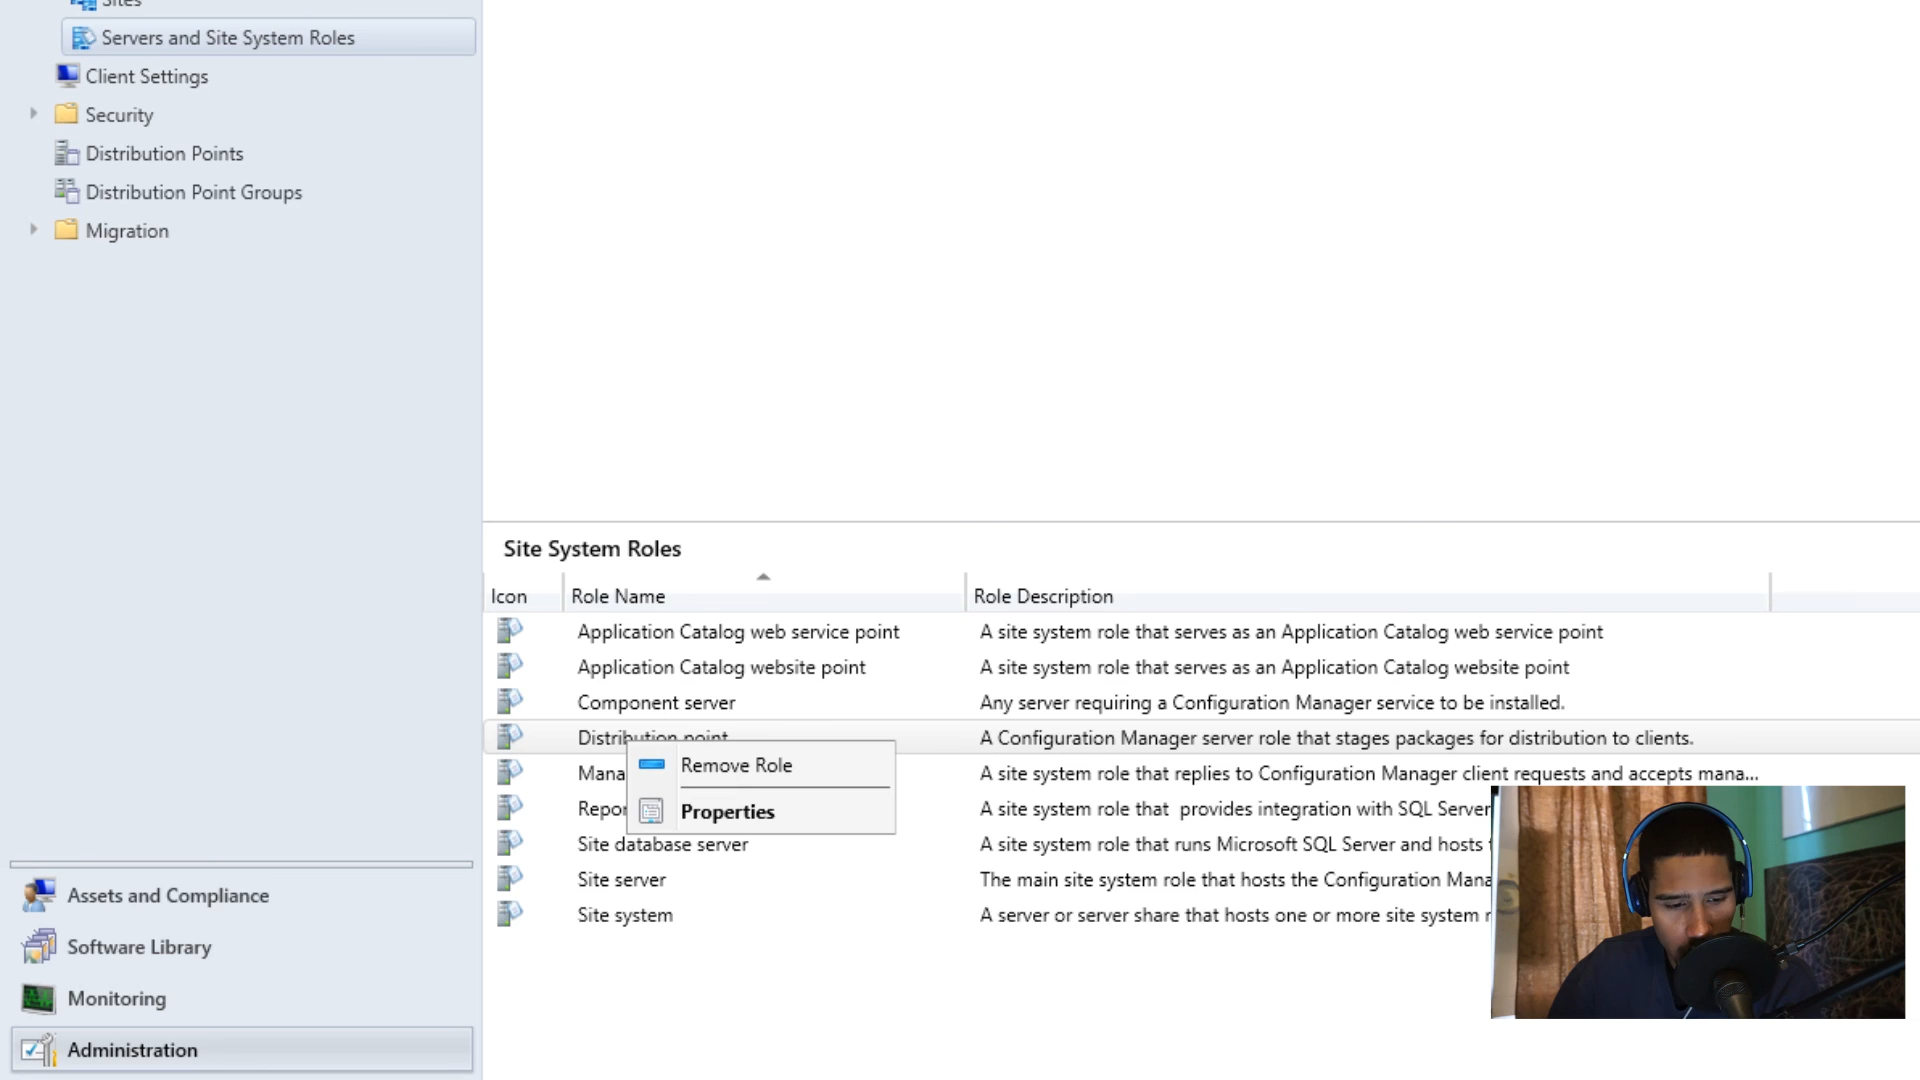 Sites
Servers and Site System Roles
Client Settings
Security
Distribution Points
Distribution Point Groups
Migration
Assets and Compliance
Software Library
Monitoring
Administration
Site System Roles
Icon Role Name Role Description
Application Catalog web service point A site system role that serves as an Application Catalog web service point
Application Catalog website point A site system role that serves as an Application Catalog website point
Component server Any server requiring a Configuration Manager service to be installed.
Distribution point A Configuration Manager server role that stages packages for distribution to clients.
Remove Role
Mana A site system role that replies to Configuration Manager client requests and accepts mana...
Repor A site system role that provides integration with SQL Server
Properties
Site database server A site system role that runs Microsoft SQL Server and hosts
Site server The main site system role that hosts the Configuration Mana
Site system A server or server share that hosts one or more site system